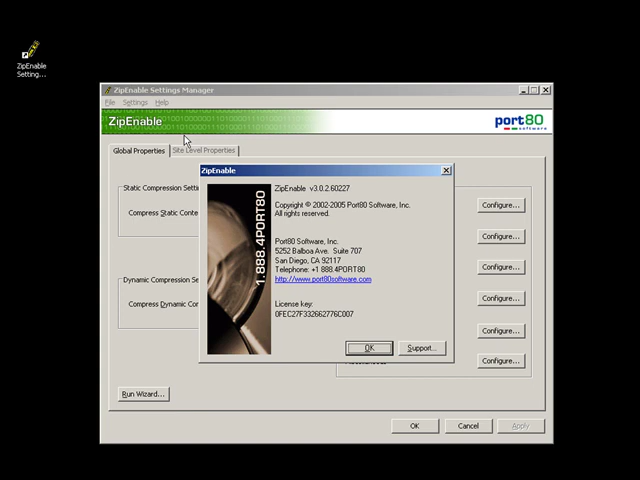 ZipEnable
Setting...
ZipEnable Settings Manager
File Settings Help
ZipEnable
port80
software
Global Properties
Site Level Properties
Static Compression Setti
Compress Static Conte
Dynamic Compression Se
Compress Dynamic Con
Configure...
Configure...
Configure...
Configure...
Configure...
Configure...
Run Wizard...
OK
Cancel
Apply
ZipEnable
1.888.4PORT80
ZipEnable v3.0.2.60227
Copyright © 2002-2005 Port80 Software, Inc.
All rights reserved.
Port80 Software, Inc.
5252 Balboa Ave. Suite 707
San Diego, CA 92117
Telephone: +1 888.4PORT80
http://www.port80software.com
License key:
0FEC27F332662776C007
OK
Support...